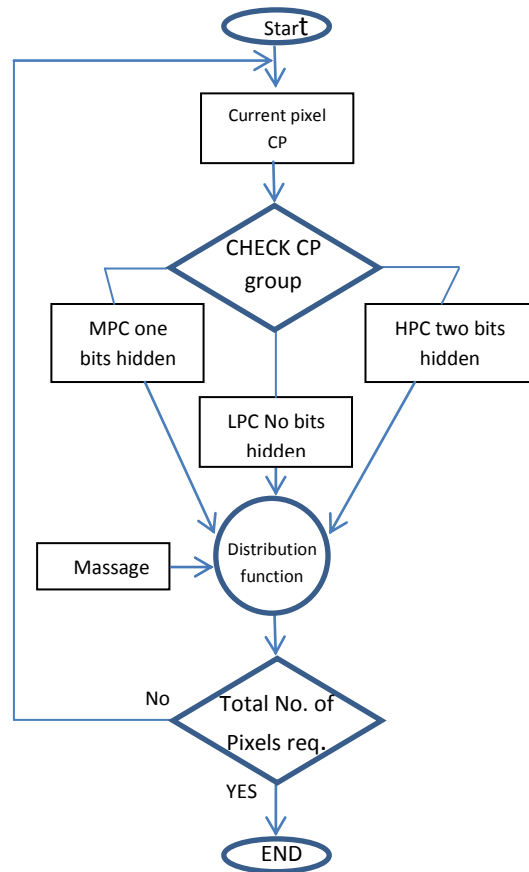 Start
Current pixel
CP
CHECK CP
group
MPC one
bits hidden
HPC two bits
hidden
LPC No bits
hidden
Distribution
function
Massage
No
Total No. of
Pixels req.
YES
END